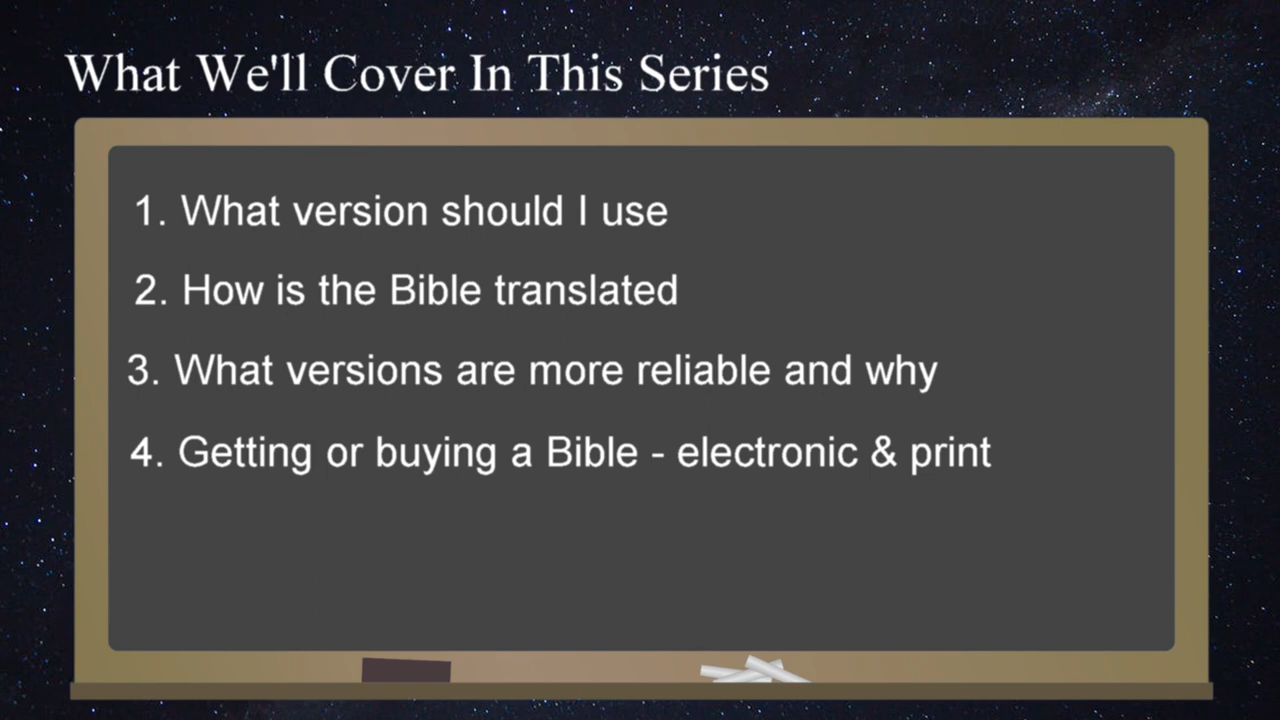 What We'll Cover In This Series
1. What version should I use
2. How is the Bible translated
3. What versions are more reliable and why
4. Getting or buying a Bible - electronic & print